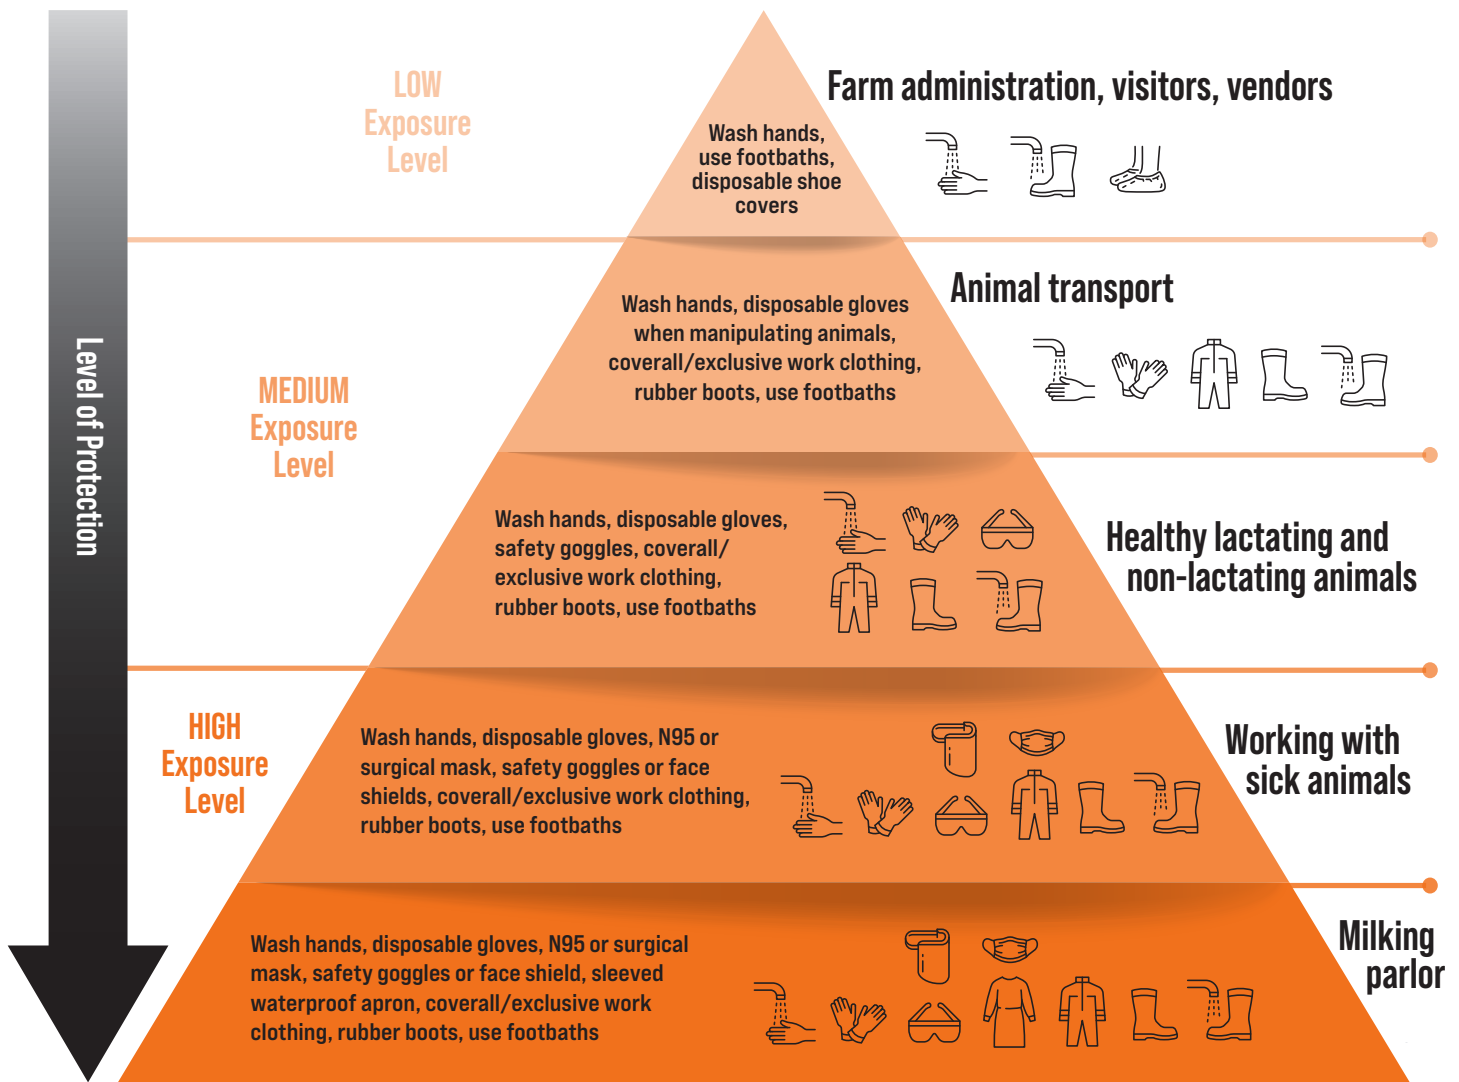 Level of Protection
LOW
Exposure
Level
Wash hands,
use footbaths,
disposable shoe
covers
Farm administration, visitors, vendors
MEDIUM
Exposure
Level
Wash hands, disposable gloves
when manipulating animals,
coverall/exclusive work clothing,
rubber boots, use footbaths
Animal transport
Wash hands, disposable gloves,
safety goggles, coverall/
exclusive work clothing,
rubber boots, use footbaths
Healthy lactating and
non-lactating animals
HIGH
Exposure
Level
Wash hands, disposable gloves, N95 or
surgical mask, safety goggles or face
shields, coverall/exclusive work clothing,
rubber boots, use footbaths
Working with
sick animals
Wash hands, disposable gloves, N95 or surgical
mask, safety goggles or face shield, sleeved
waterproof apron, coverall/exclusive work
clothing, rubber boots, use footbaths
Milking
parlor